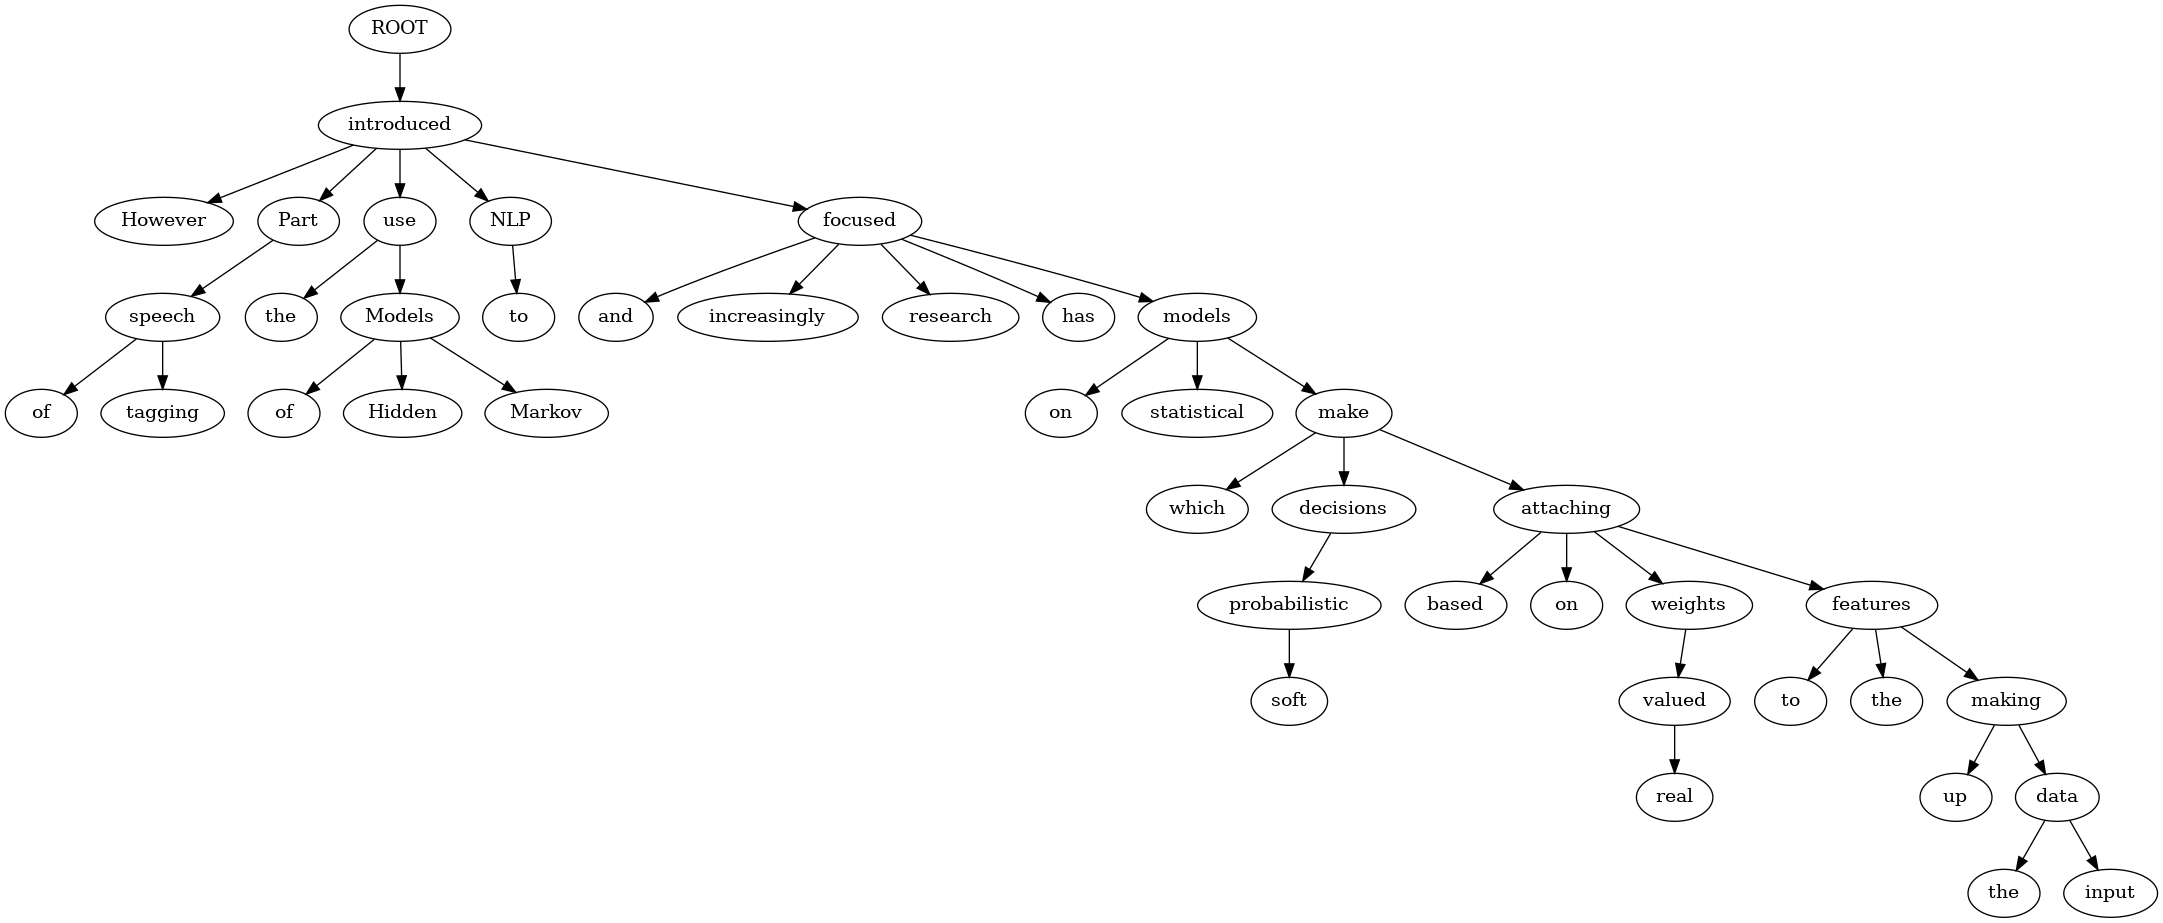 ROOT
introduced
However Part use NLP focused
speech the Models to and increasingly research has models
of tagging of Hidden Markov on statistical make
which decisions attaching
probabilistic based on weights features
soft valued to the making
real up data
the input